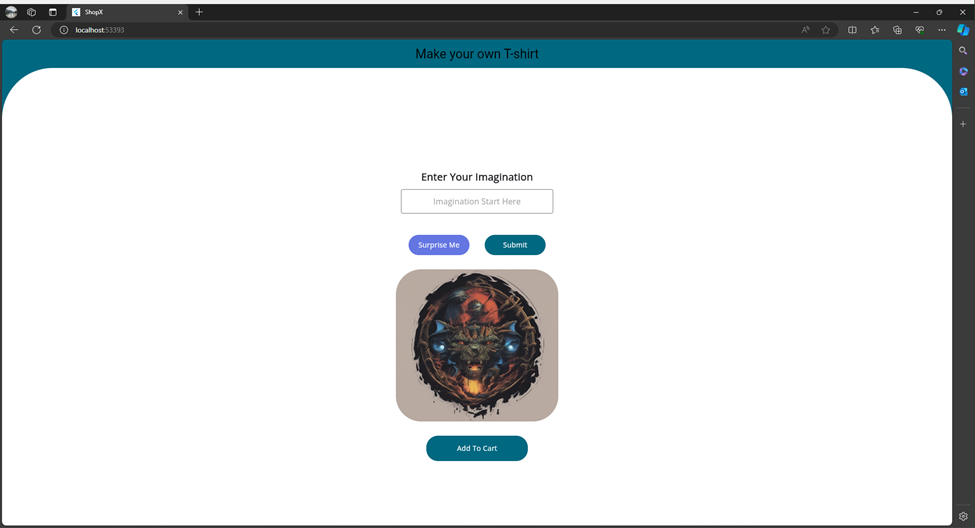 ShopX
localhost:53393
Make your own T-shirt
Enter Your Imagination
Imagination Start Here
Surprise Me
Submit
Add To Cart